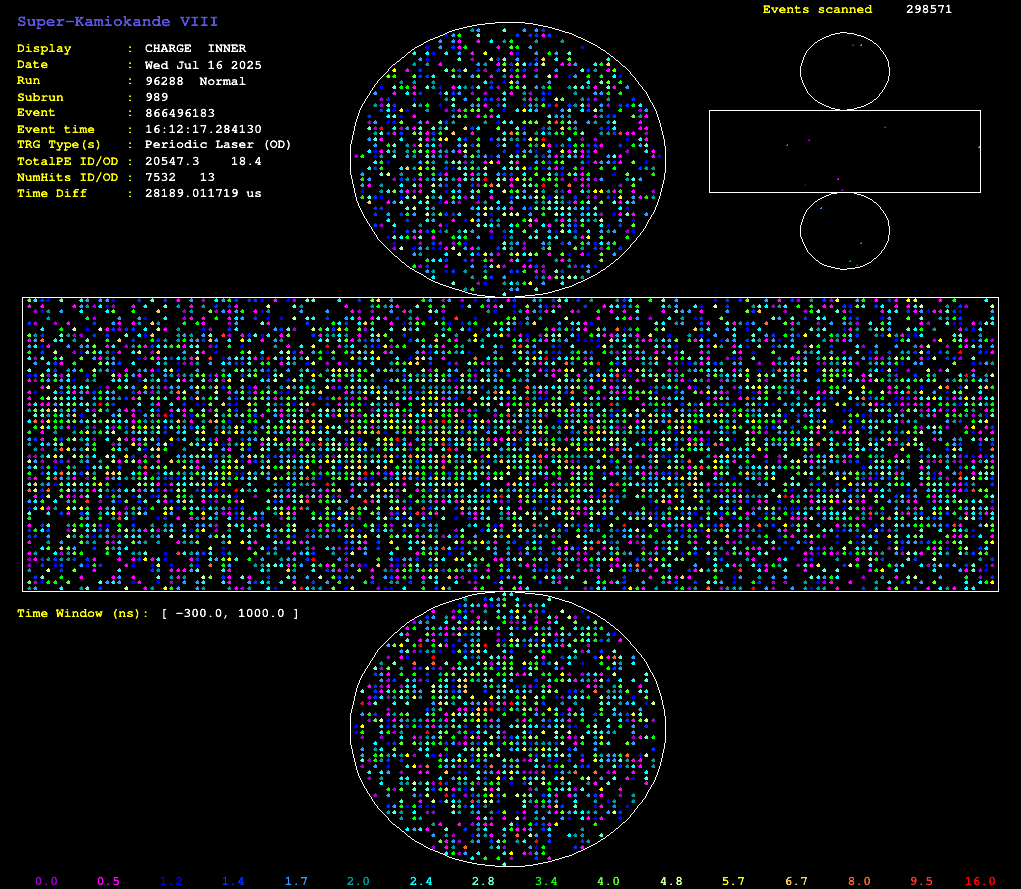 Super-Kamiokande VIII
Display : CHARGE INNER
Date : Wed Jul 16 2025
Run : 96288 Normal
Subrun : 989
Event : 866496183
Event time : 16:12:17.284130
TRG Type(s) : Periodic Laser (OD)
TotalPE ID/OD : 20547.3 18.4
NumHits ID/OD : 7532 13
Time Diff : 28189.011719 us
Events scanned 298571
Time Window (ns): [ -300.0, 1000.0 ]
0.0 0.5 1.2 1.4 1.7 2.0 2.4 2.8 3.4 4.0 4.8 5.7 6.7 8.0 9.5 16.0